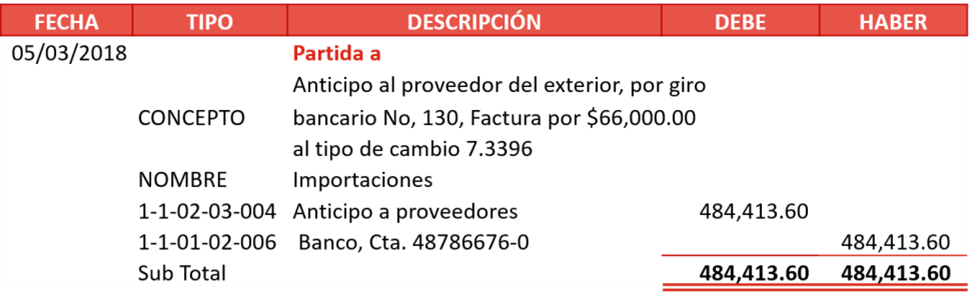 FECHA TIPO DESCRIPCIÓN DEBE HABER
05/03/2018 Partida a
Anticipo al proveedor del exterior, por giro
CONCEPTO bancario No, 130, Factura por $66,000.00
al tipo de cambio 7.3396
NOMBRE Importaciones
1-1-02-03-004 Anticipo a proveedores 484,413.60
1-1-01-02-006 Banco, Cta. 48786676-0 484,413.60
Sub Total 484,413.60 484,413.60